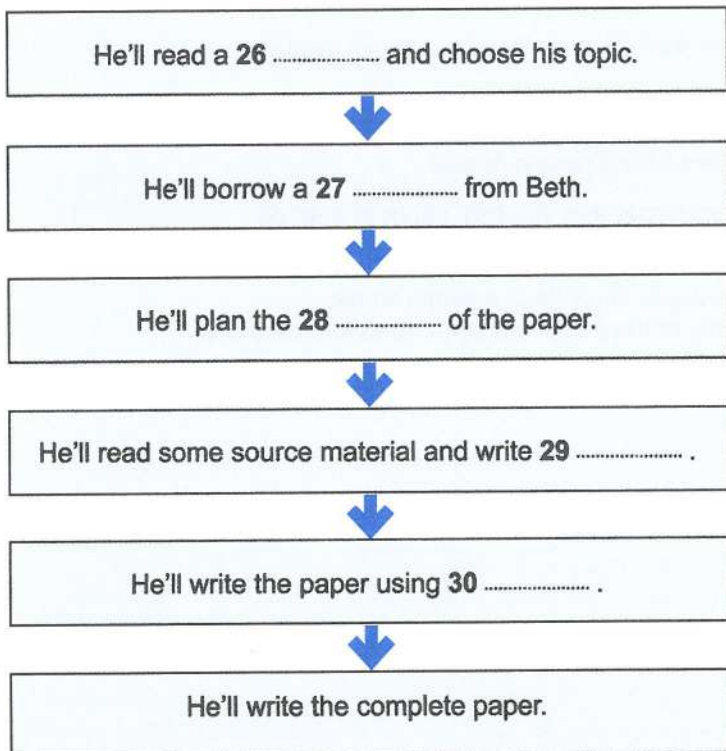 He'll read a 26 ..................... and choose his topic.
He'll borrow a 27 ..................... from Beth.
He'll plan the 28 ..................... of the paper.
He'll read some source material and write 29 ..................... .
He'll write the paper using 30 ..................... .
He'll write the complete paper.